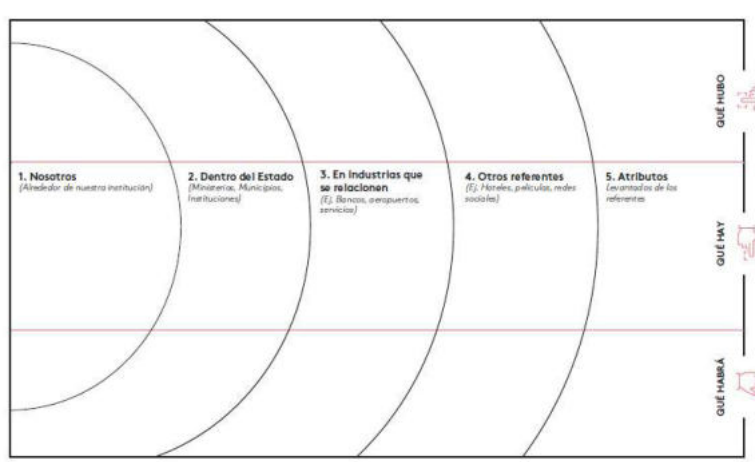 QUÉ HUBO
1. Nosotros
(Alrededor de nuestra institución)
2. Dentro del Estado
(Ministerios, Municipios,
Instituciones)
3. En industrias que
se relacionen
(Ej. Bancos, aeropuertos,
servicios)
4. Otros referentes
(Ej. Hoteles, películas, redes
sociales)
5. Atributos
Levantados de los
referentes
QUÉ HAY
QUÉ HABRÁ